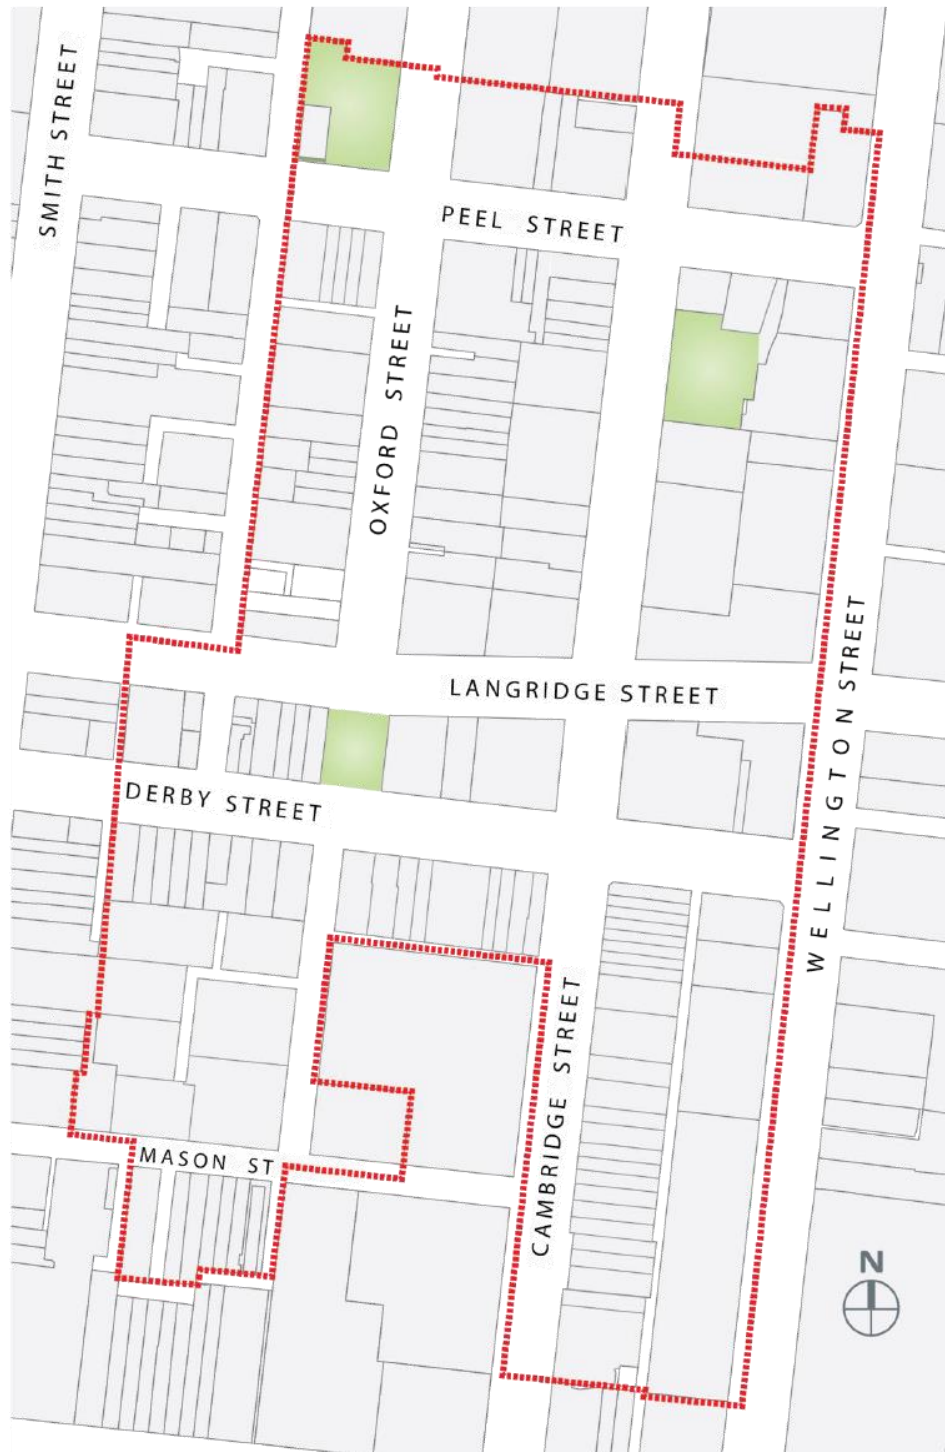 SMITH STREET
PEEL STREET
OXFORD STREET
LANGRIDGE STREET
WELLINGTON STREET
DERBY STREET
CAMBRIDGE STREET
MASON ST
N